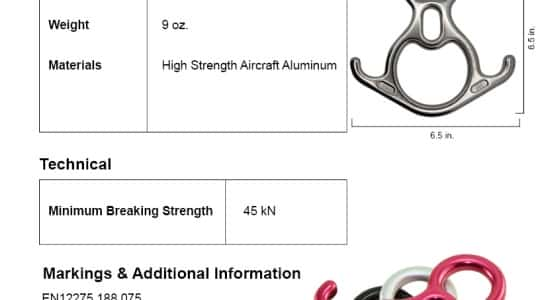 Weight 9 oz.
Materials High Strength Aircraft Aluminum
6.5 in.
6.5 in.
Technical
Minimum Breaking Strength 45 kN
Markings & Additional Information
EN12275.188.075